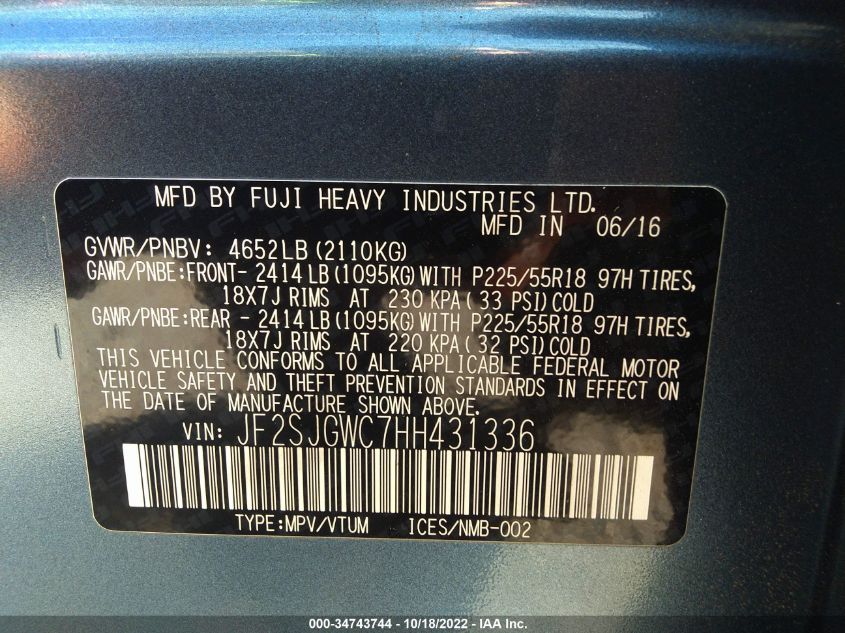 MFD BY FUJI HEAVY INDUSTRIES LTD.
MFD IN 06/16
GVWR/PNBV: 4652LB (2110KG)
GAWR/PNBE:FRONT- 2414LB (1095KG) WITH P225/55R18 97H TIRES,
18X7J RIMS AT 230 KPA ( 33 PSI) COLD
GAWR/PNBE:REAR - 2414LB (1095KG) WITH P225/55R18 97H TIRES,
18X7J RIMS AT 220 KPA ( 32 PSI) COLD
THIS VEHICLE CONFORMS TO ALL APPLICABLE FEDERAL MOTOR
VEHICLE SAFETY AND THEFT PREVENTION STANDARDS IN EFFECT ON
THE DATE OF MANUFACTURE SHOWN ABOVE.
VIN: JF2SJGWC7HH431336
TYPE:MPV/VTUM ICES/NMB-002
000-34743744 - 10/18/2022 - IAA Inc.